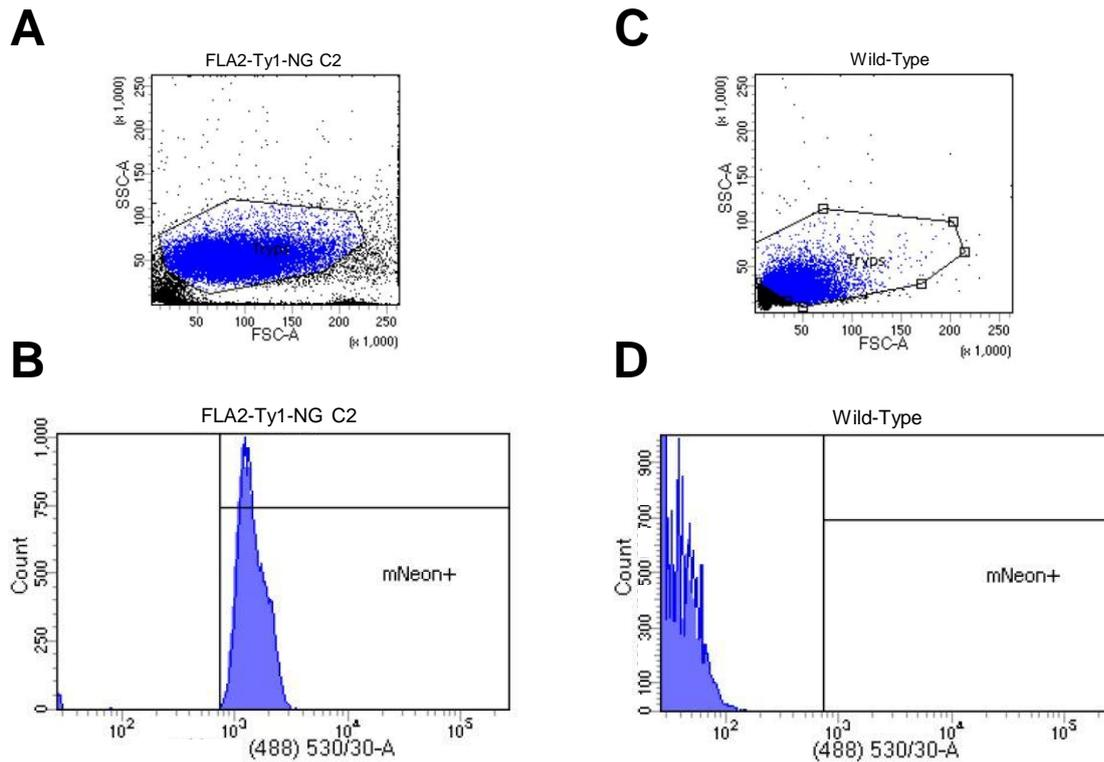 A
FLA2-Ty1-NG C2
250
200
150
100
50
(x 1,000)
SSC-A
Tryps
50 100 150 200 250
FSC-A
(x 1,000)
C
Wild-Type
250
200
150
100
50
(x 1,000)
SSC-A
Tryps
50 100 150 200 250
FSC-A
(x 1,000)
B
FLA2-Ty1-NG C2
1,000
750
500
250
0
Count
mNeon+
10² 10³ 10⁴ 10⁵
(488) 530/30-A
D
Wild-Type
900
700
500
300
100
0
Count
mNeon+
10² 10³ 10⁴ 10⁵
(488) 530/30-A